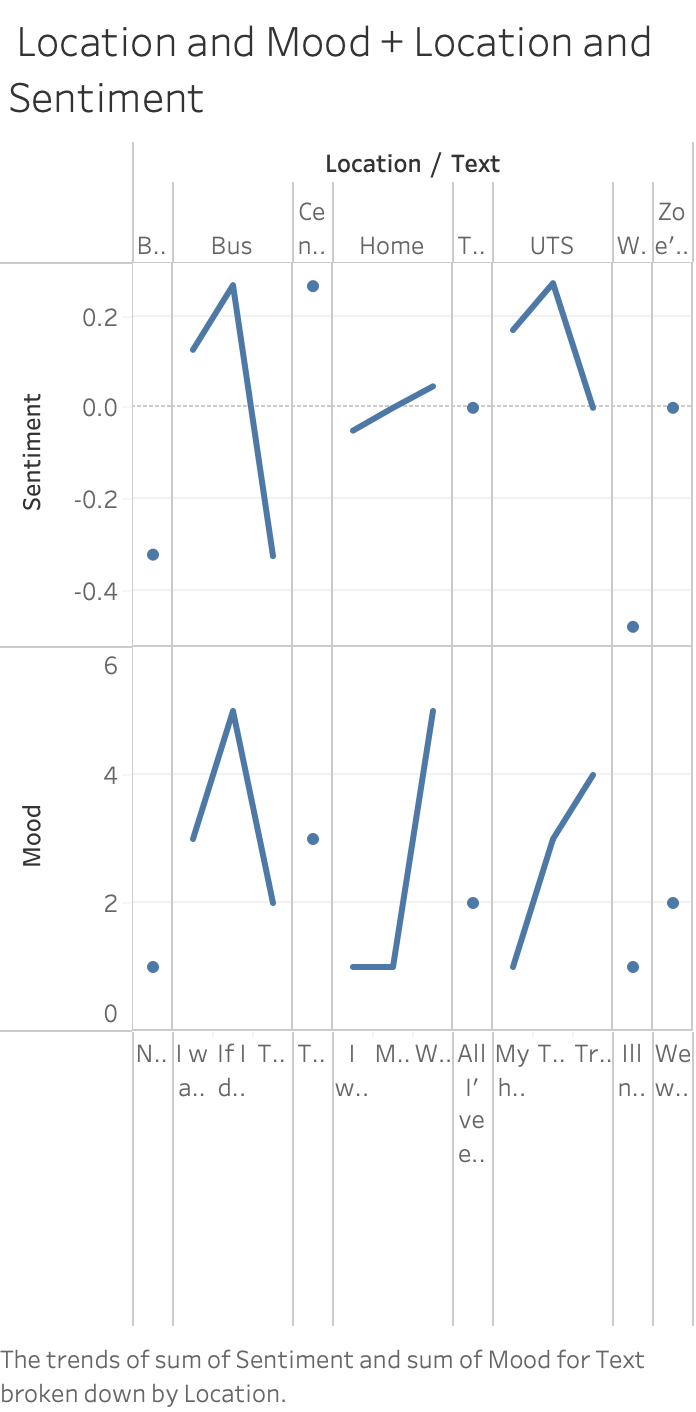 Location and Mood + Location and
Sentiment
Location / Text
B..
Bus
Ce
n..
Home
T..
UTS
W.
Zo
e’..
Sentiment
0.2
0.0
-0.2
-0.4
Mood
6
4
2
0
N..
I w
a..
If I
d..
T..
T..
I
w..
M..
W..
All
I’
ve
e..
My
h..
T..
Tr..
Ill
n..
We
w..
The trends of sum of Sentiment and sum of Mood for Text
broken down by Location.